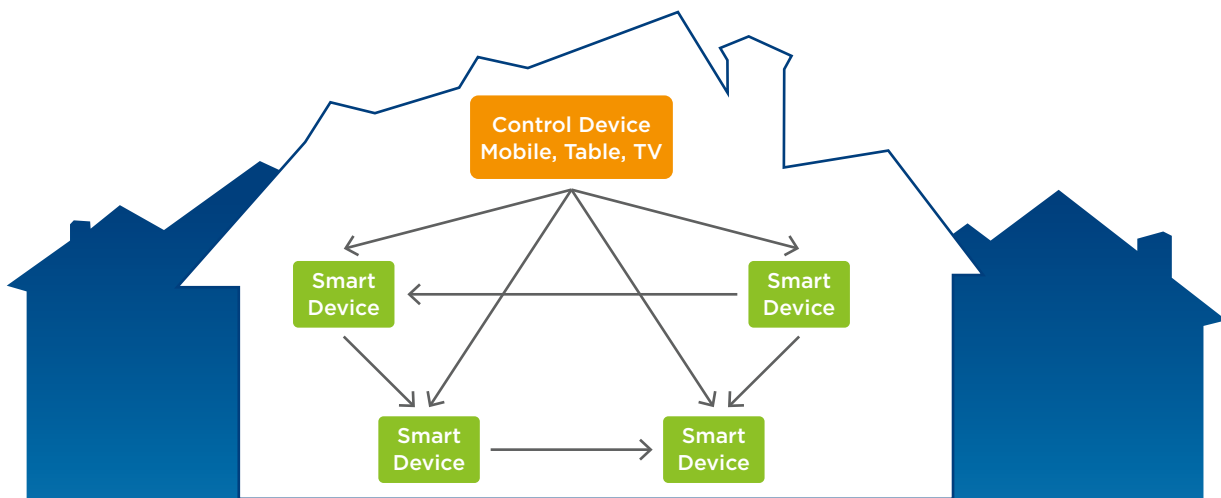 Control Device
Mobile, Table, TV
Smart
Device
Smart
Device
Smart
Device
Smart
Device